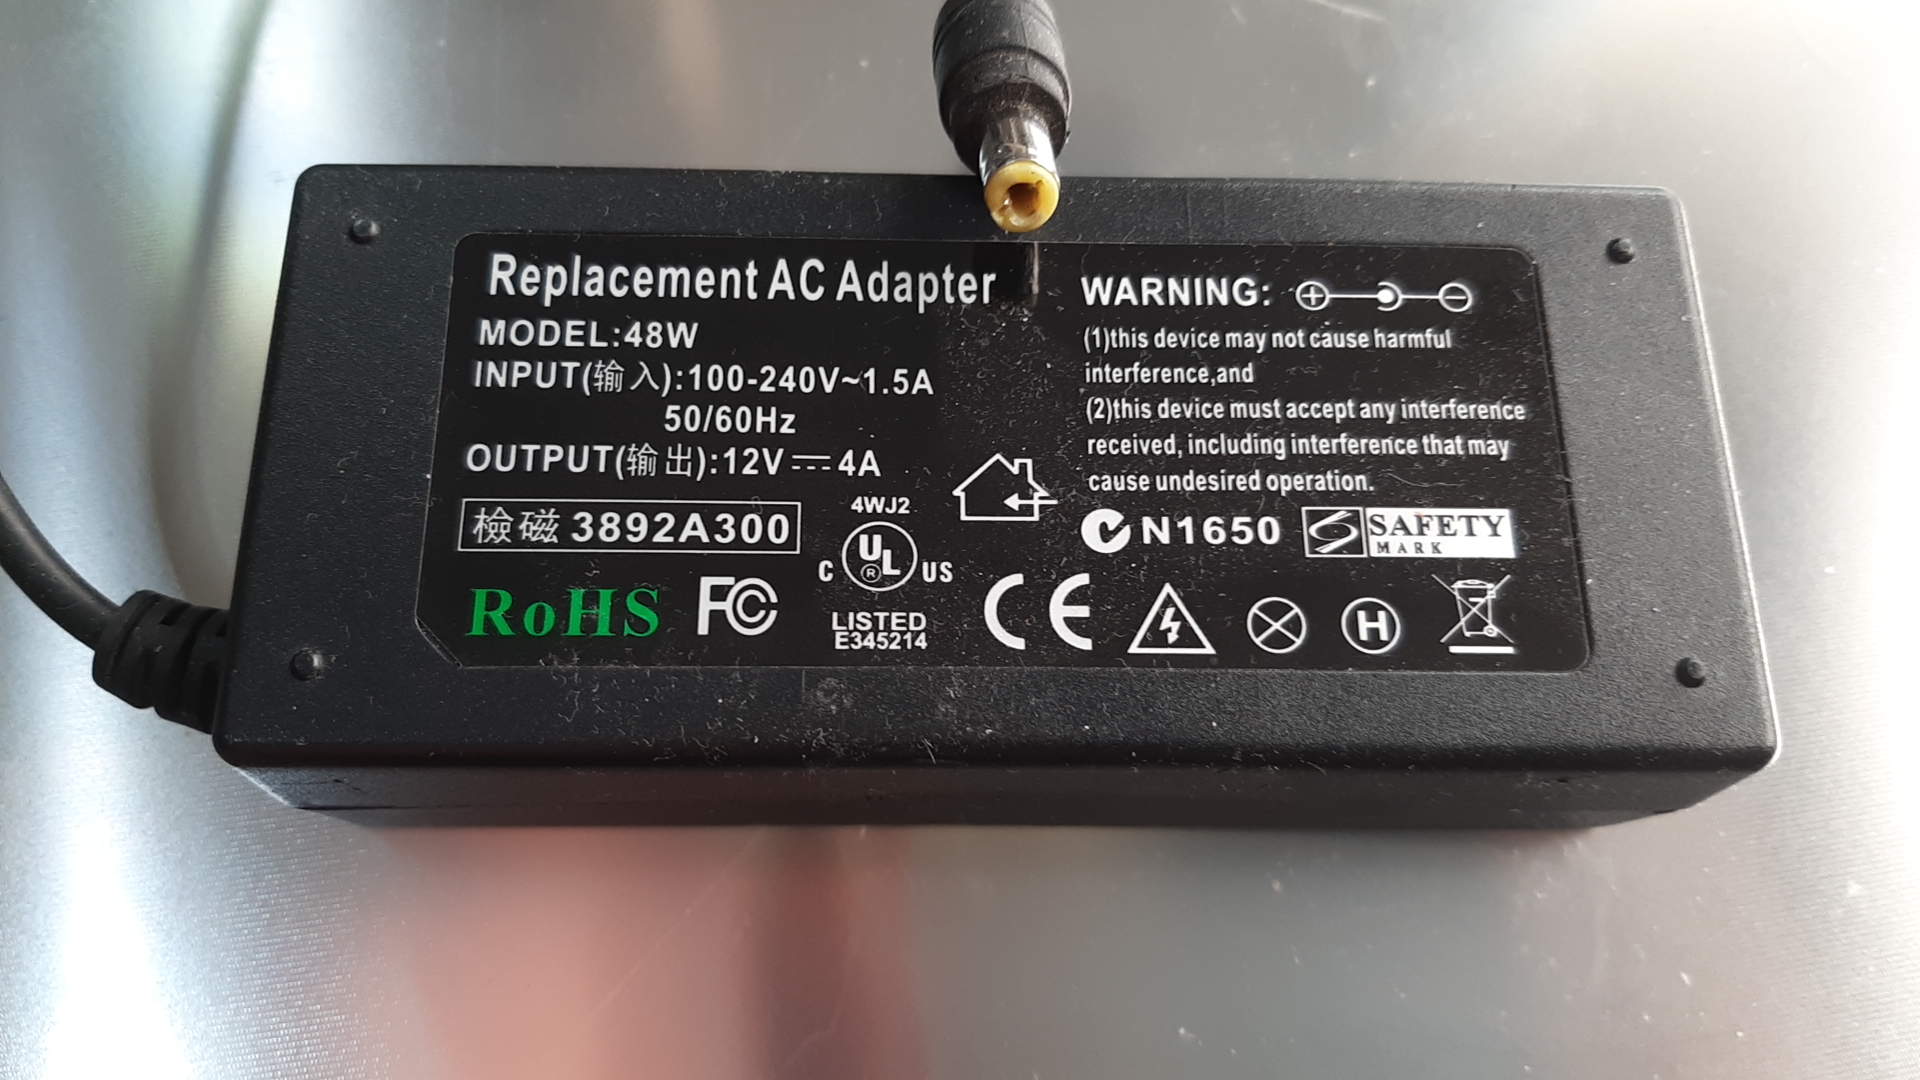 Replacement AC Adapter
MODEL:48W
INPUT(输入):100-240V~1.5A
50/60Hz
OUTPUT(输出):12V⎓4A
檢磁 3892A300
RoHS
FC
4WJ2
C UL® US
LISTED
E345214
WARNING:
(1)this device may not cause harmful
interference,and
(2)this device must accept any interference
received, including interference that may
cause undesired operation.
N1650
SAFETY
MARK
CE
H